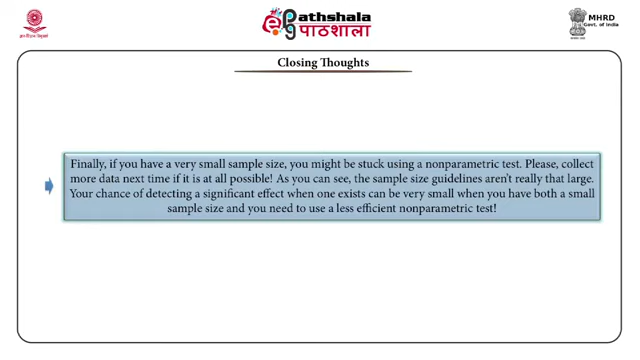 ePathshala
पाठशाला
MHRD
Govt. of India
Closing Thoughts
Finally, if you have a very small sample size, you might be stuck using a nonparametric test. Please, collect
more data next time if it is at all possible! As you can see, the sample size guidelines aren't really that large.
Your chance of detecting a significant effect when one exists can be very small when you have both a small
sample size and you need to use a less efficient nonparametric test!